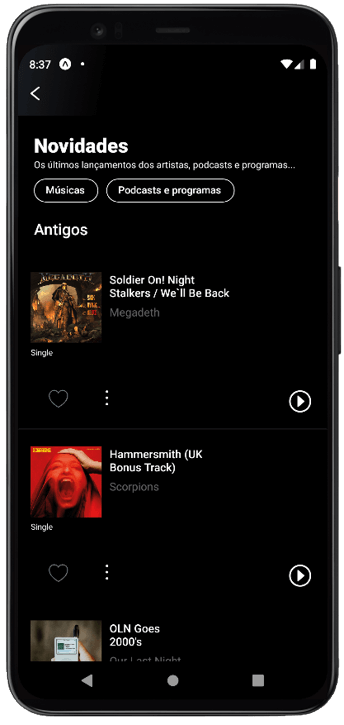 8:37
Novidades
Os últimos lançamentos dos artistas, podcasts e programas...
Músicas
Podcasts e programas
Antigos
MEGADETH
Soldier On! Night
Stalkers / We`ll Be Back
Megadeth
Single
Hammersmith (UK
Bonus Track)
Scorpions
Single
OLN Goes
2000's
Our Last Night